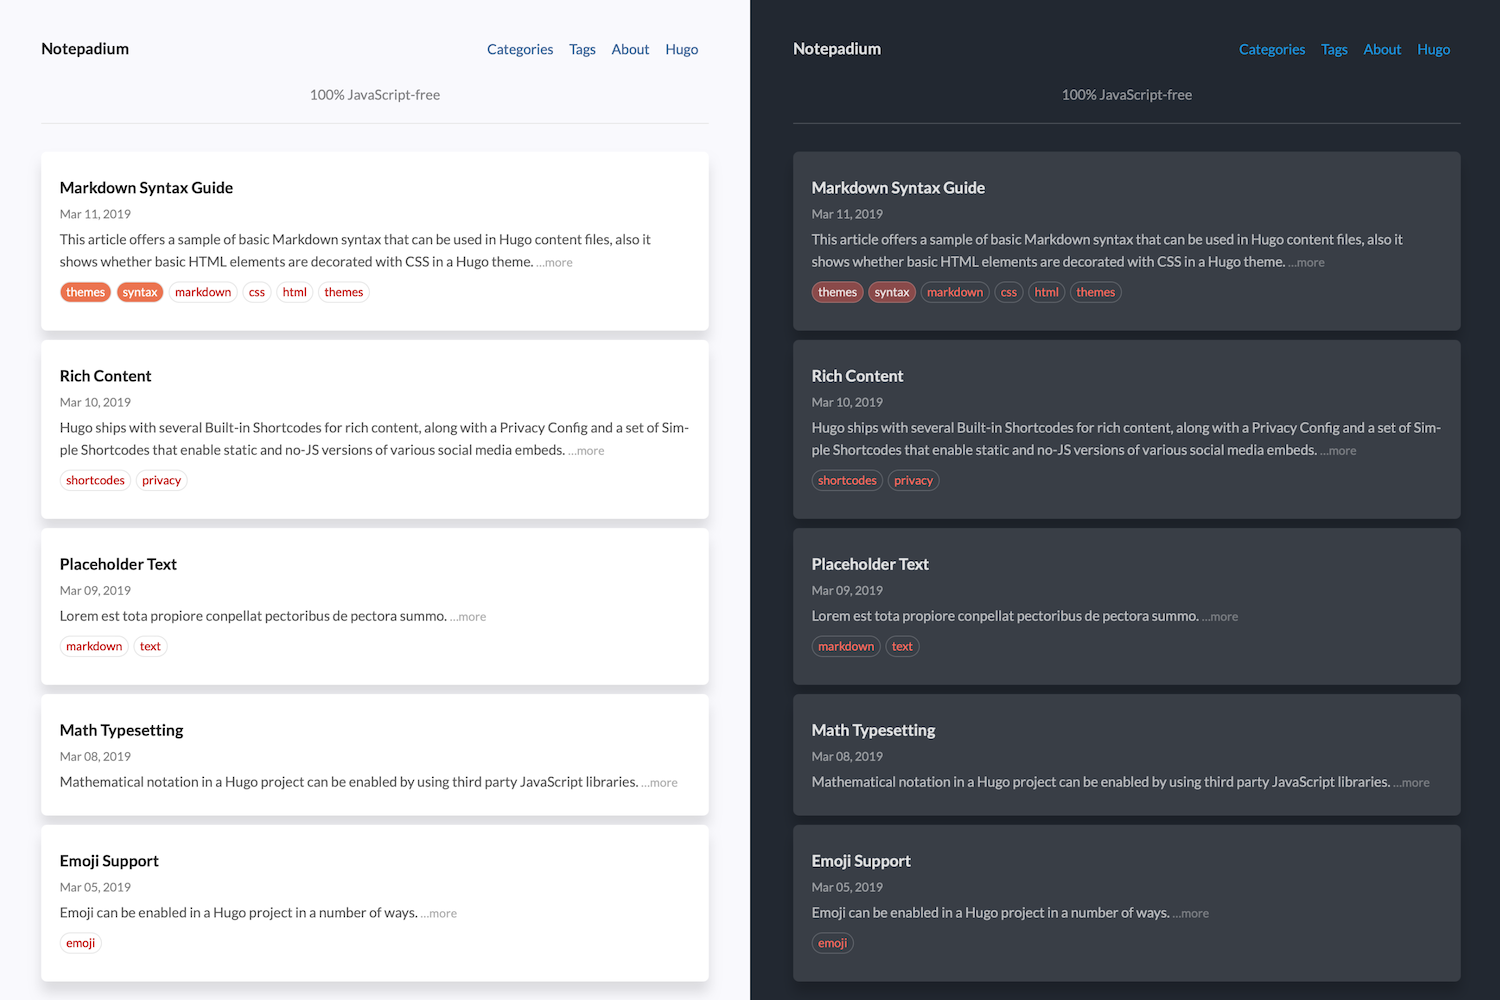 Notepadium
Categories Tags About Hugo
100% JavaScript-free
Markdown Syntax Guide
Mar 11, 2019
This article offers a sample of basic Markdown syntax that can be used in Hugo content files, also it
shows whether basic HTML elements are decorated with CSS in a Hugo theme. ...more
themes syntax markdown css html themes
Rich Content
Mar 10, 2019
Hugo ships with several Built-in Shortcodes for rich content, along with a Privacy Config and a set of Sim-
ple Shortcodes that enable static and no-JS versions of various social media embeds. ...more
shortcodes privacy
Placeholder Text
Mar 09, 2019
Lorem est tota propiore conpellat pectoribus de pectora summo. ...more
markdown text
Math Typesetting
Mar 08, 2019
Mathematical notation in a Hugo project can be enabled by using third party JavaScript libraries. ...more
Emoji Support
Mar 05, 2019
Emoji can be enabled in a Hugo project in a number of ways. ...more
emoji
Notepadium
Categories Tags About Hugo
100% JavaScript-free
Markdown Syntax Guide
Mar 11, 2019
This article offers a sample of basic Markdown syntax that can be used in Hugo content files, also it
shows whether basic HTML elements are decorated with CSS in a Hugo theme. ...more
themes syntax markdown css html themes
Rich Content
Mar 10, 2019
Hugo ships with several Built-in Shortcodes for rich content, along with a Privacy Config and a set of Sim-
ple Shortcodes that enable static and no-JS versions of various social media embeds. ...more
shortcodes privacy
Placeholder Text
Mar 09, 2019
Lorem est tota propiore conpellat pectoribus de pectora summo. ...more
markdown text
Math Typesetting
Mar 08, 2019
Mathematical notation in a Hugo project can be enabled by using third party JavaScript libraries. ...more
Emoji Support
Mar 05, 2019
Emoji can be enabled in a Hugo project in a number of ways. ...more
emoji